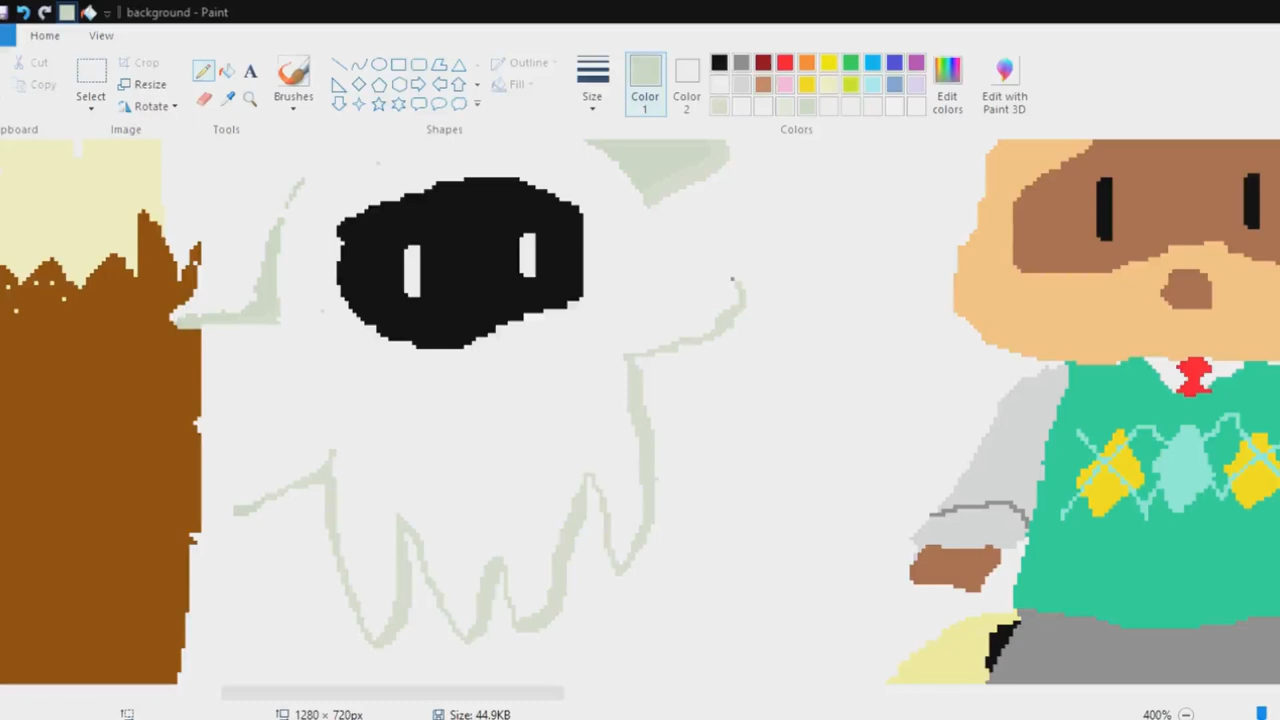 background - Paint
Home View
Cut
Copy
Select
Crop
Resize
Rotate
A
Brushes
Outline
Fill
Size
Color
1
Color
2
Edit
colors
Edit with
Paint 3D
pboard
Image
Tools
Shapes
Colors
1280 × 720px
Size: 44.9KB
400%